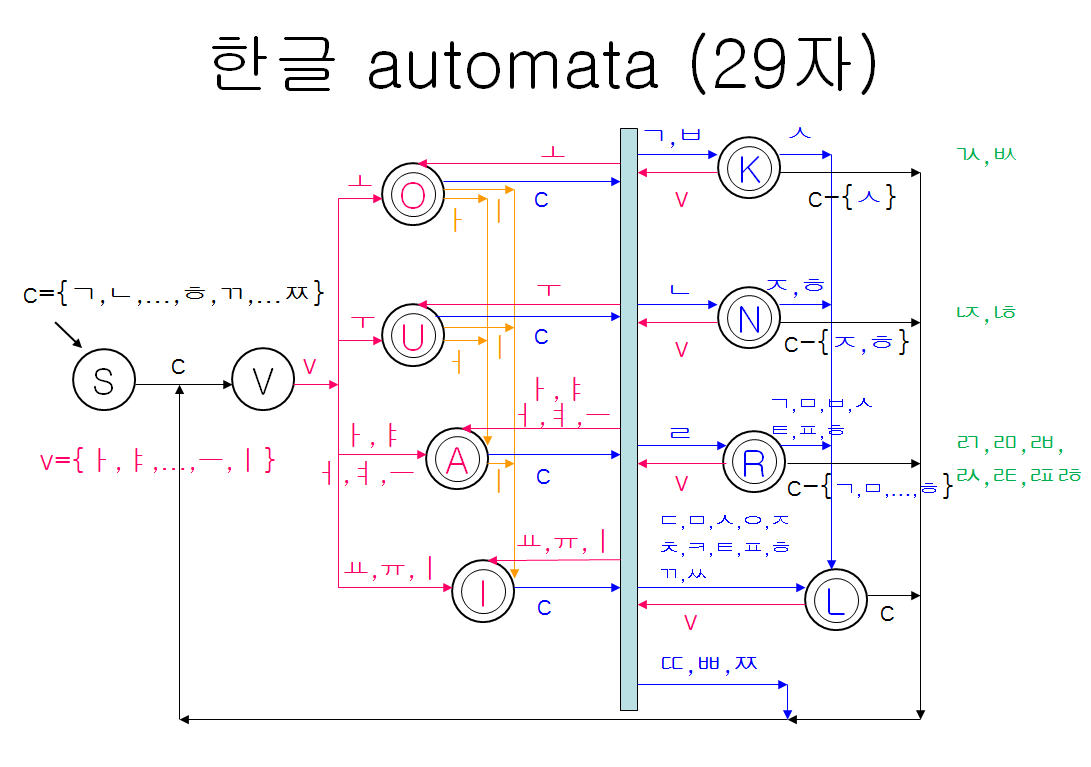 한글 automata (29자)
ㄱ,ㅂ
ㅅ
ㄳ,ㅄ
ㅗ
ㅗ
O
K
C
V
C-{ㅅ}
ㅏ
ㅣ
C={ㄱ,ㄴ,...,ㅎ,ㄲ,...ㅉ}
ㅜ
ㅜ
U
ㄴ
ㅈ,ㅎ
N
ㄵ,ㄶ
C
V
C-{ㅈ,ㅎ}
ㅓ
ㅣ
S
C
V
V
ㅏ,ㅑ
ㅓ,ㅕ,ㅡ
ㄱ,ㅁ,ㅂ,ㅅ
ㅌ,ㅍ,ㅎ
ㅏ,ㅑ
ㅓ,ㅕ,ㅡ
A
ㄹ
R
ㄺ,ㄻ,ㄼ,
ㄽ,ㄾ,ㄿㅀ
V={ㅏ,ㅑ,...,ㅡ,ㅣ}
ㅣ
C
V
C-{ㄱ,ㅁ,...,ㅎ}
ㅛ,ㅠ,ㅣ
ㅛ,ㅠ,ㅣ
ㄷ,ㅁ,ㅅ,ㅇ,ㅈ
ㅊ,ㅋ,ㅌ,ㅍ,ㅎ
ㄲ,ㅆ
I
C
L
V
C
ㄸ,ㅃ,ㅉ